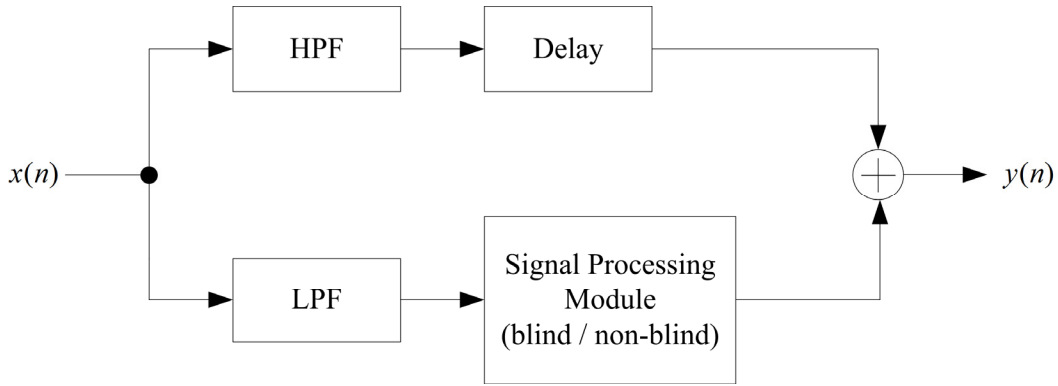 HPF
Delay
x(n)
y(n)
LPF
Signal Processing
Module
(blind / non-blind)